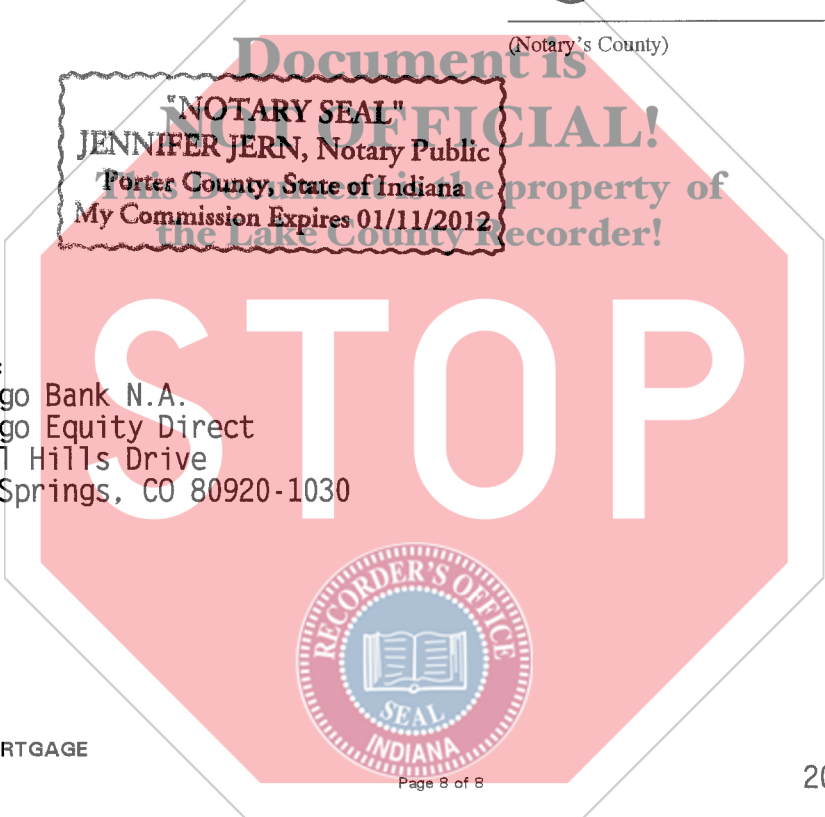 (Notary's County)
Document is
NOT OFFICIAL!
This Document is the property of
the Lake County Recorder!
"NOTARY SEAL"
JENNIFER JERN, Notary Public
Porter County, State of Indiana
My Commission Expires 01/11/2012
STOP
go Bank N.A.
go Equity Direct
l Hills Drive
Springs, CO 80920-1030
RECORDER'S OFFICE
SEAL
INDIANA
RTGAGE
Page 8 of 8
20